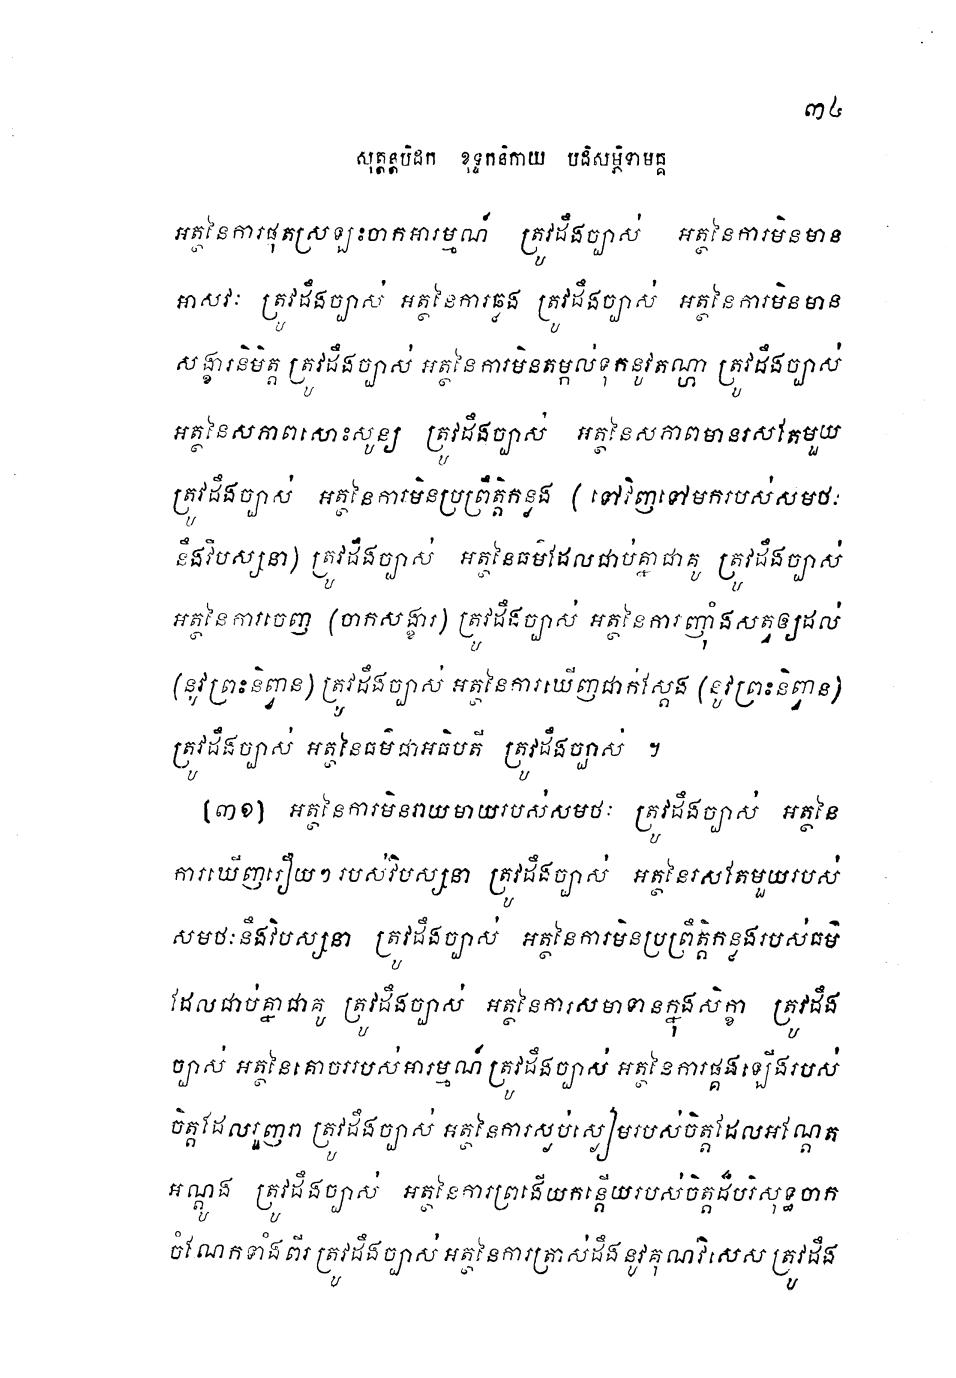 ៣៤
សុត្តន្តបិដក ខុទ្ទកនិកាយ បដិសម្ភិទាមគ្គ
អត្ថនៃការផុតស្រឡះចាកអារម្មណ៍ ត្រូវដឹងច្បាស់ អត្ថនៃការមិនមាន
អាសវៈ ត្រូវដឹងច្បាស់ អត្ថនៃការឆ្លង ត្រូវដឹងច្បាស់ អត្ថនៃការមិនមាន
សង្ខារនិមិត្ត ត្រូវដឹងច្បាស់ អត្ថនៃការមិនតម្កល់ទុកនូវតណ្ហា ត្រូវដឹងច្បាស់
អត្ថនៃសភាពសោះសូន្យ ត្រូវដឹងច្បាស់ អត្ថនៃសភាពមានរសតែមួយ
ត្រូវដឹងច្បាស់ អត្ថនៃការមិនប្រព្រឹត្តិកន្លង (ទៅវិញទៅមករបស់សមថៈ
នឹងវិបស្សនា) ត្រូវដឹងច្បាស់ អត្ថនៃធម៌ដែលជាប់គ្នាជាគូ ត្រូវដឹងច្បាស់
អត្ថនៃការចេញ (ចាកសង្ខារ) ត្រូវដឹងច្បាស់ អត្ថនៃការញ៉ាំងសត្វឲ្យដល់
(នូវព្រះនិព្វាន) ត្រូវដឹងច្បាស់ អត្ថនៃការឃើញជាក់ស្តែង (នូវព្រះនិព្វាន)
ត្រូវដឹងច្បាស់ អត្ថនៃធម៌ជាអធិបតី ត្រូវដឹងច្បាស់ ។
[៣១] អត្ថនៃការមិនរាយមាយរបស់សមថៈ ត្រូវដឹងច្បាស់ អត្ថនៃ
ការឃើញរឿយៗ របស់វិបស្សនា ត្រូវដឹងច្បាស់ អត្ថនៃរសតែមួយរបស់
សមថៈនឹងវិបស្សនា ត្រូវដឹងច្បាស់ អត្ថនៃការមិនប្រព្រឹត្តិកន្លងរបស់ធម៌
ដែលជាប់គ្នាជាគូ ត្រូវដឹងច្បាស់ អត្ថនៃការសមាទានក្នុងសិក្ខា ត្រូវដឹង
ច្បាស់ អត្ថនៃគោចររបស់អារម្មណ៍ ត្រូវដឹងច្បាស់ អត្ថនៃការផ្គងឡើងរបស់
ចិត្តដែលរួញរា ត្រូវដឹងច្បាស់ អត្ថនៃការស្ងប់ស្ងៀមរបស់ចិត្តដែលអណ្តែត
អណ្តូង ត្រូវដឹងច្បាស់ អត្ថនៃការព្រងើយកន្តើយរបស់ចិត្តដ៏បរិសុទ្ធចាក
ចំណែកទាំងពីរ ត្រូវដឹងច្បាស់ អត្ថនៃការត្រាស់ដឹងនូវគុណវិសេស ត្រូវដឹង